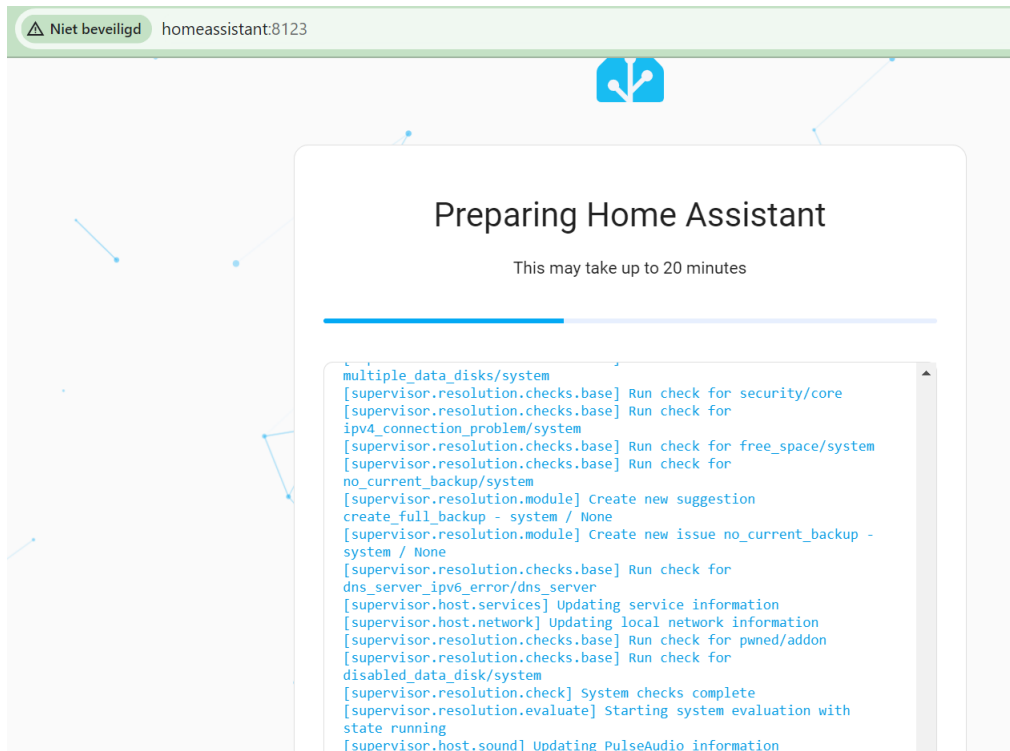 Niet beveiligd homeassistant:8123
Preparing Home Assistant
This may take up to 20 minutes
multiple_data_disks/system
[supervisor.resolution.checks.base] Run check for security/core
[supervisor.resolution.checks.base] Run check for
ipv4_connection_problem/system
[supervisor.resolution.checks.base] Run check for free_space/system
[supervisor.resolution.checks.base] Run check for
no_current_backup/system
[supervisor.resolution.module] Create new suggestion
create_full_backup - system / None
[supervisor.resolution.module] Create new issue no_current_backup -
system / None
[supervisor.resolution.checks.base] Run check for
dns_server_ipv6_error/dns_server
[supervisor.host.services] Updating service information
[supervisor.host.network] Updating local network information
[supervisor.resolution.checks.base] Run check for pwned/addon
[supervisor.resolution.checks.base] Run check for
disabled_data_disk/system
[supervisor.resolution.check] System checks complete
[supervisor.resolution.evaluate] Starting system evaluation with
state running
[supervisor.host.sound] Updating PulseAudio information